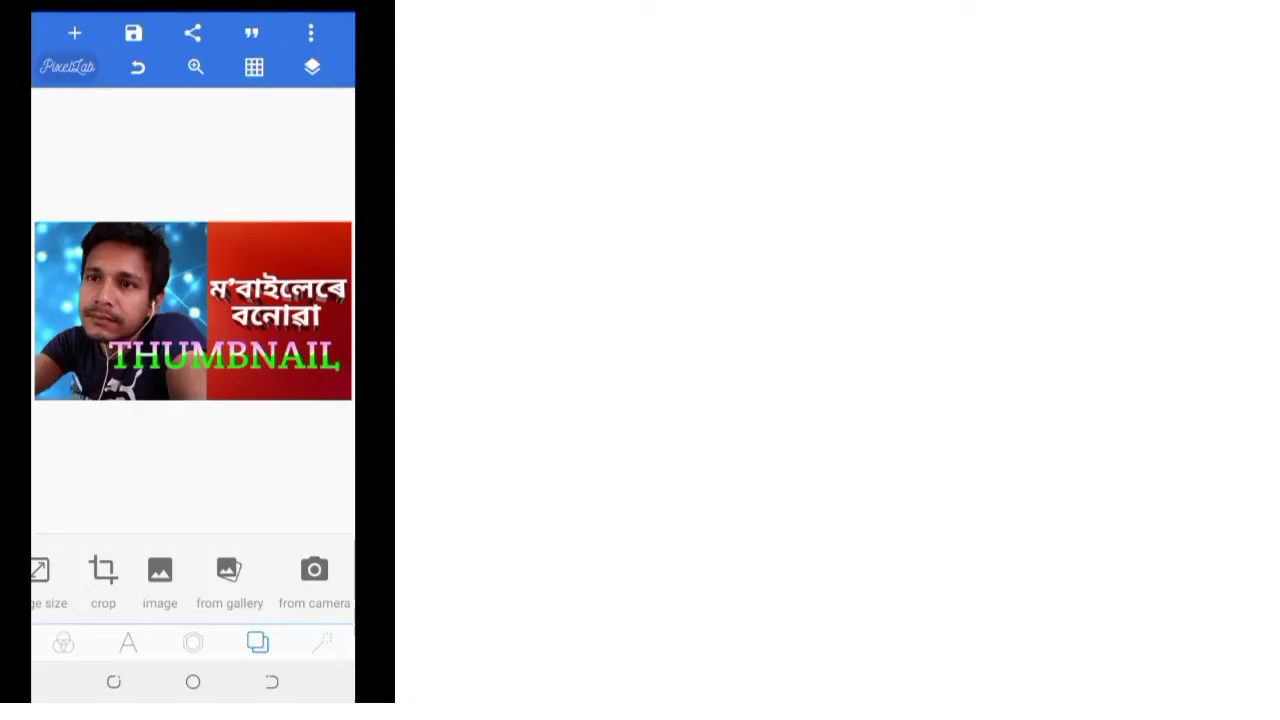 PixelLab
ম'বাইলেৰে
বনোৱা
THUMBNAIL
ge size
crop
image
from gallery
from camera